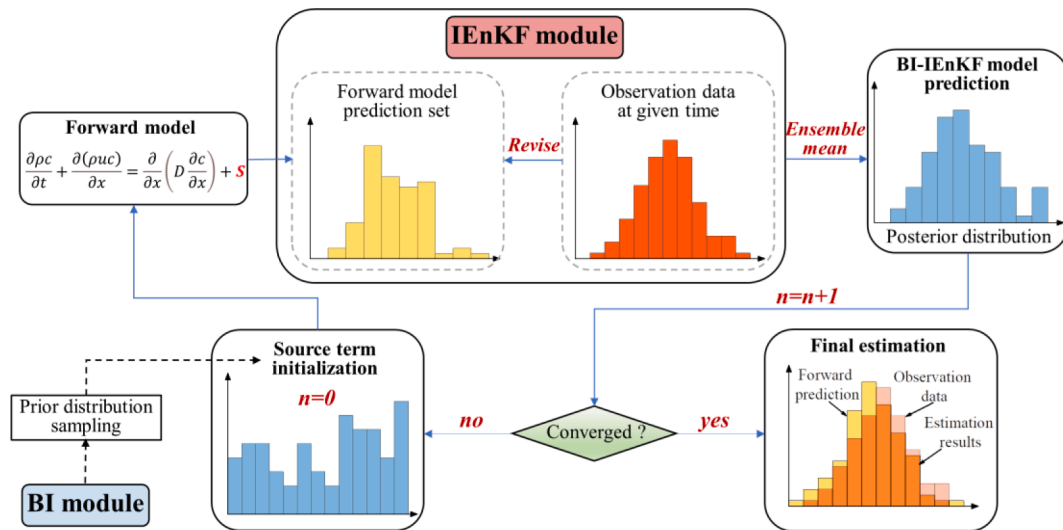 IEnKF module
Forward model
prediction set
Observation data
at given time
Revise
Ensemble
mean
BI-IEnKF model
prediction
Posterior distribution
Forward model
∂ρc/∂t + ∂(ρuc)/∂x = ∂/∂x (D ∂c/∂x) + S
n=n+1
Source term
initialization
n=0
Prior distribution
sampling
BI module
no
Converged ?
yes
Final estimation
Forward
prediction
Observation
data
Estimation
results